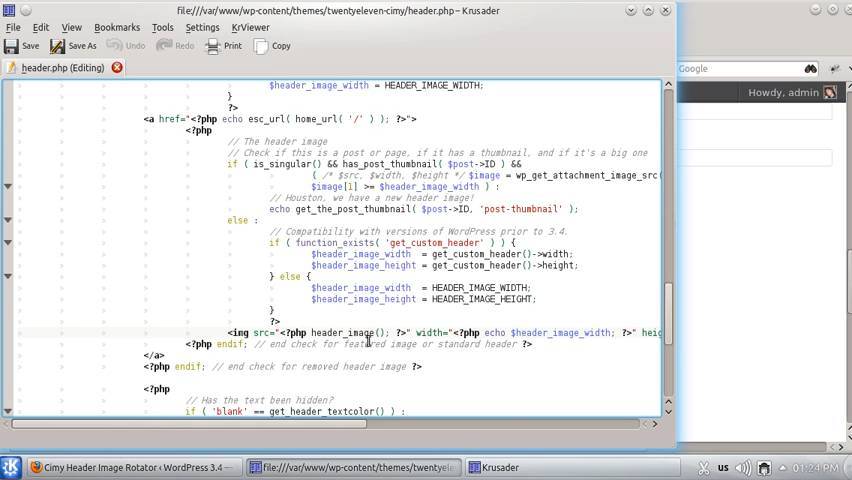 file:///var/www/wp-content/themes/twentyeleven-cimy/header.php – Krusader
File Edit View Bookmarks Tools Settings KrViewer
Save Save As Undo Redo Print Copy
header.php (Editing)
Google
Howdy, admin
$header_image_width = HEADER_IMAGE_WIDTH;
}
?>
<a href="<?php echo esc_url( home_url( '/' ) ); ?>">
<?php
// The header image
// Check if this is a post or page, if it has a thumbnail, and if it's a big one
if ( is_singular() && has_post_thumbnail( $post->ID ) &&
( /* $src, $width, $height */ $image = wp_get_attachment_image_src(
$image[1] >= $header_image_width ) :
// Houston, we have a new header image!
echo get_the_post_thumbnail( $post->ID, 'post-thumbnail' );
else :
// Compatibility with versions of WordPress prior to 3.4.
if ( function_exists( 'get_custom_header' ) ) {
$header_image_width = get_custom_header()->width;
$header_image_height = get_custom_header()->height;
} else {
$header_image_width = HEADER_IMAGE_WIDTH;
$header_image_height = HEADER_IMAGE_HEIGHT;
}
?>
<img src="<?php header_image(); ?>" width="<?php echo $header_image_width; ?>" heig
<?php endif; // end check for featured image or standard header ?>
</a>
<?php endif; // end check for removed header image ?>
<?php
// Has the text been hidden?
if ( 'blank' == get_header_textcolor() ) :
Cimy Header Image Rotator ‹ WordPress 3.4 — file:///var/www/wp-content/themes/twentyele Krusader us 01:24 PM